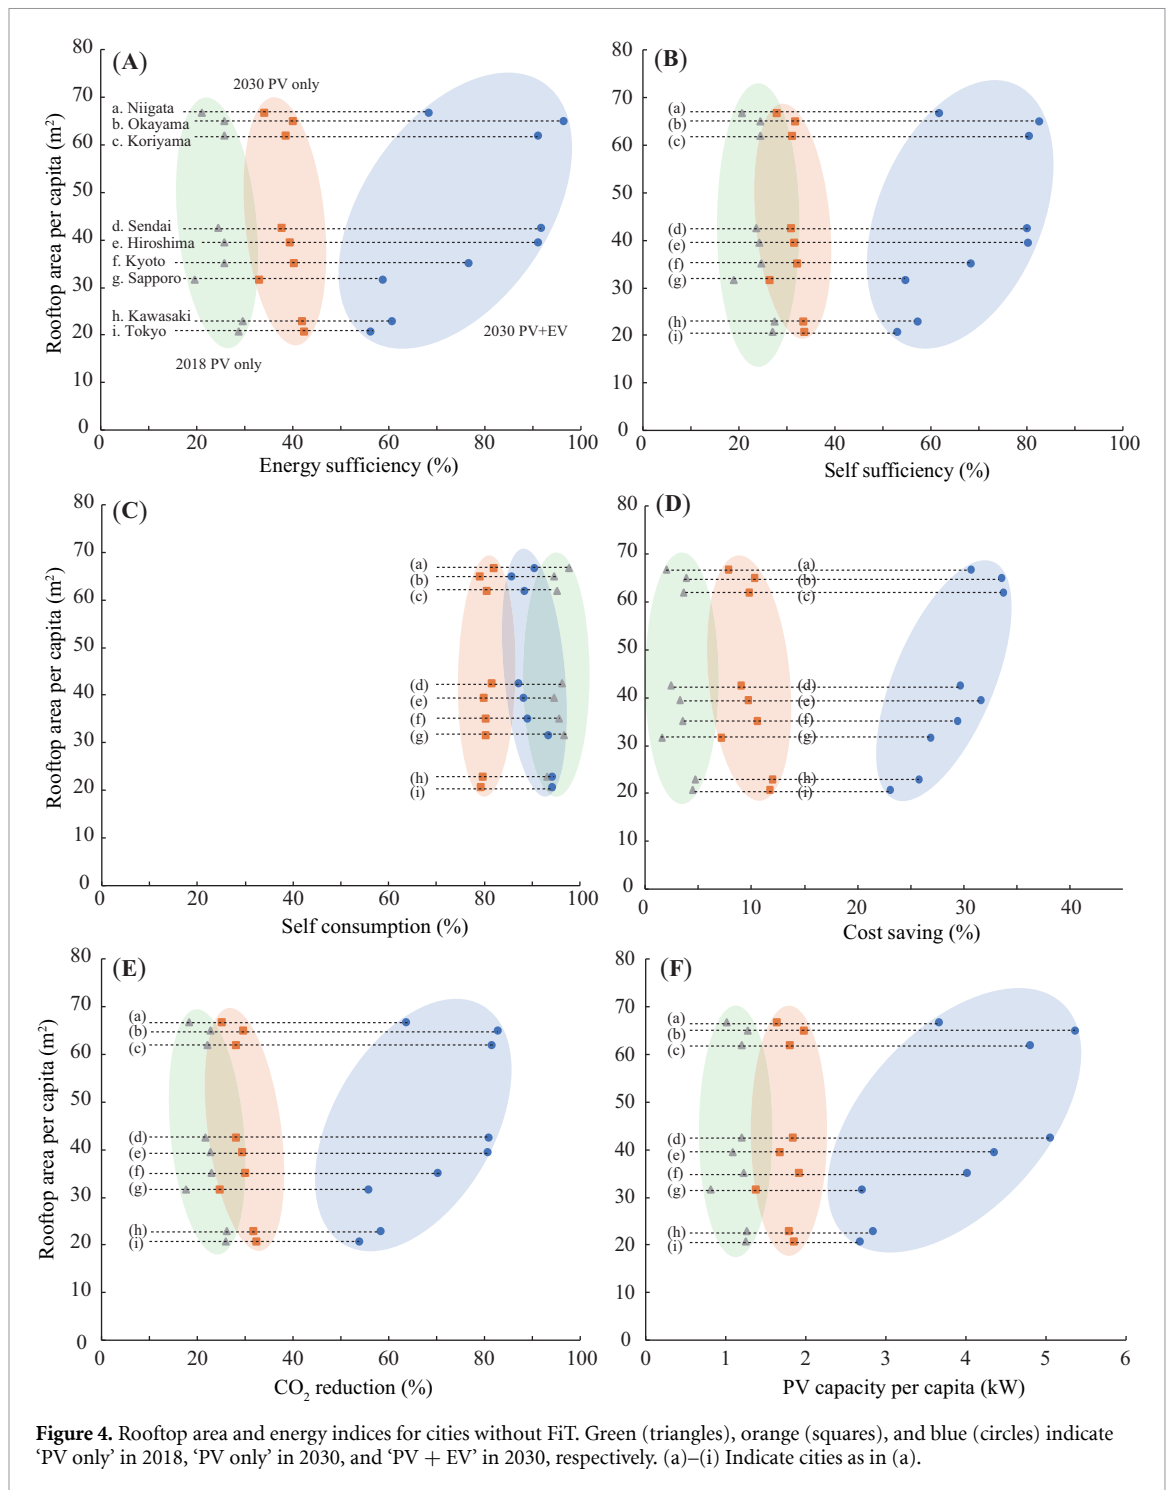 (A)
80
70
60
50
40
30
20
10
0
Rooftop area per capita (m²)
2030 PV only
a. Niigata
b. Okayama
c. Koriyama
d. Sendai
e. Hiroshima
f. Kyoto
g. Sapporo
h. Kawasaki
i. Tokyo
2030 PV+EV
2018 PV only
0 20 40 60 80 100
Energy sufficiency (%)
(B)
80
70
60
50
40
30
20
10
0
(a)
(b)
(c)
(d)
(e)
(f)
(g)
(h)
(i)
0 20 40 60 80 100
Self sufficiency (%)
(C)
80
70
60
50
40
30
20
10
0
Rooftop area per capita (m²)
(a)
(b)
(c)
(d)
(e)
(f)
(g)
(h)
(i)
0 20 40 60 80 100
Self consumption (%)
(D)
80
70
60
50
40
30
20
10
0
(a)
(b)
(c)
(d)
(e)
(f)
(g)
(h)
(i)
0 10 20 30 40
Cost saving (%)
(E)
80
70
60
50
40
30
20
10
0
Rooftop area per capita (m²)
(a)
(b)
(c)
(d)
(e)
(f)
(g)
(h)
(i)
0 20 40 60 80 100
CO₂ reduction (%)
(F)
80
70
60
50
40
30
20
10
0
(a)
(b)
(c)
(d)
(e)
(f)
(g)
(h)
(i)
0 1 2 3 4 5 6
PV capacity per capita (kW)
Figure 4. Rooftop area and energy indices for cities without FiT. Green (triangles), orange (squares), and blue (circles) indicate
‘PV only’ in 2018, ‘PV only’ in 2030, and ‘PV + EV’ in 2030, respectively. (a)–(i) Indicate cities as in (a).